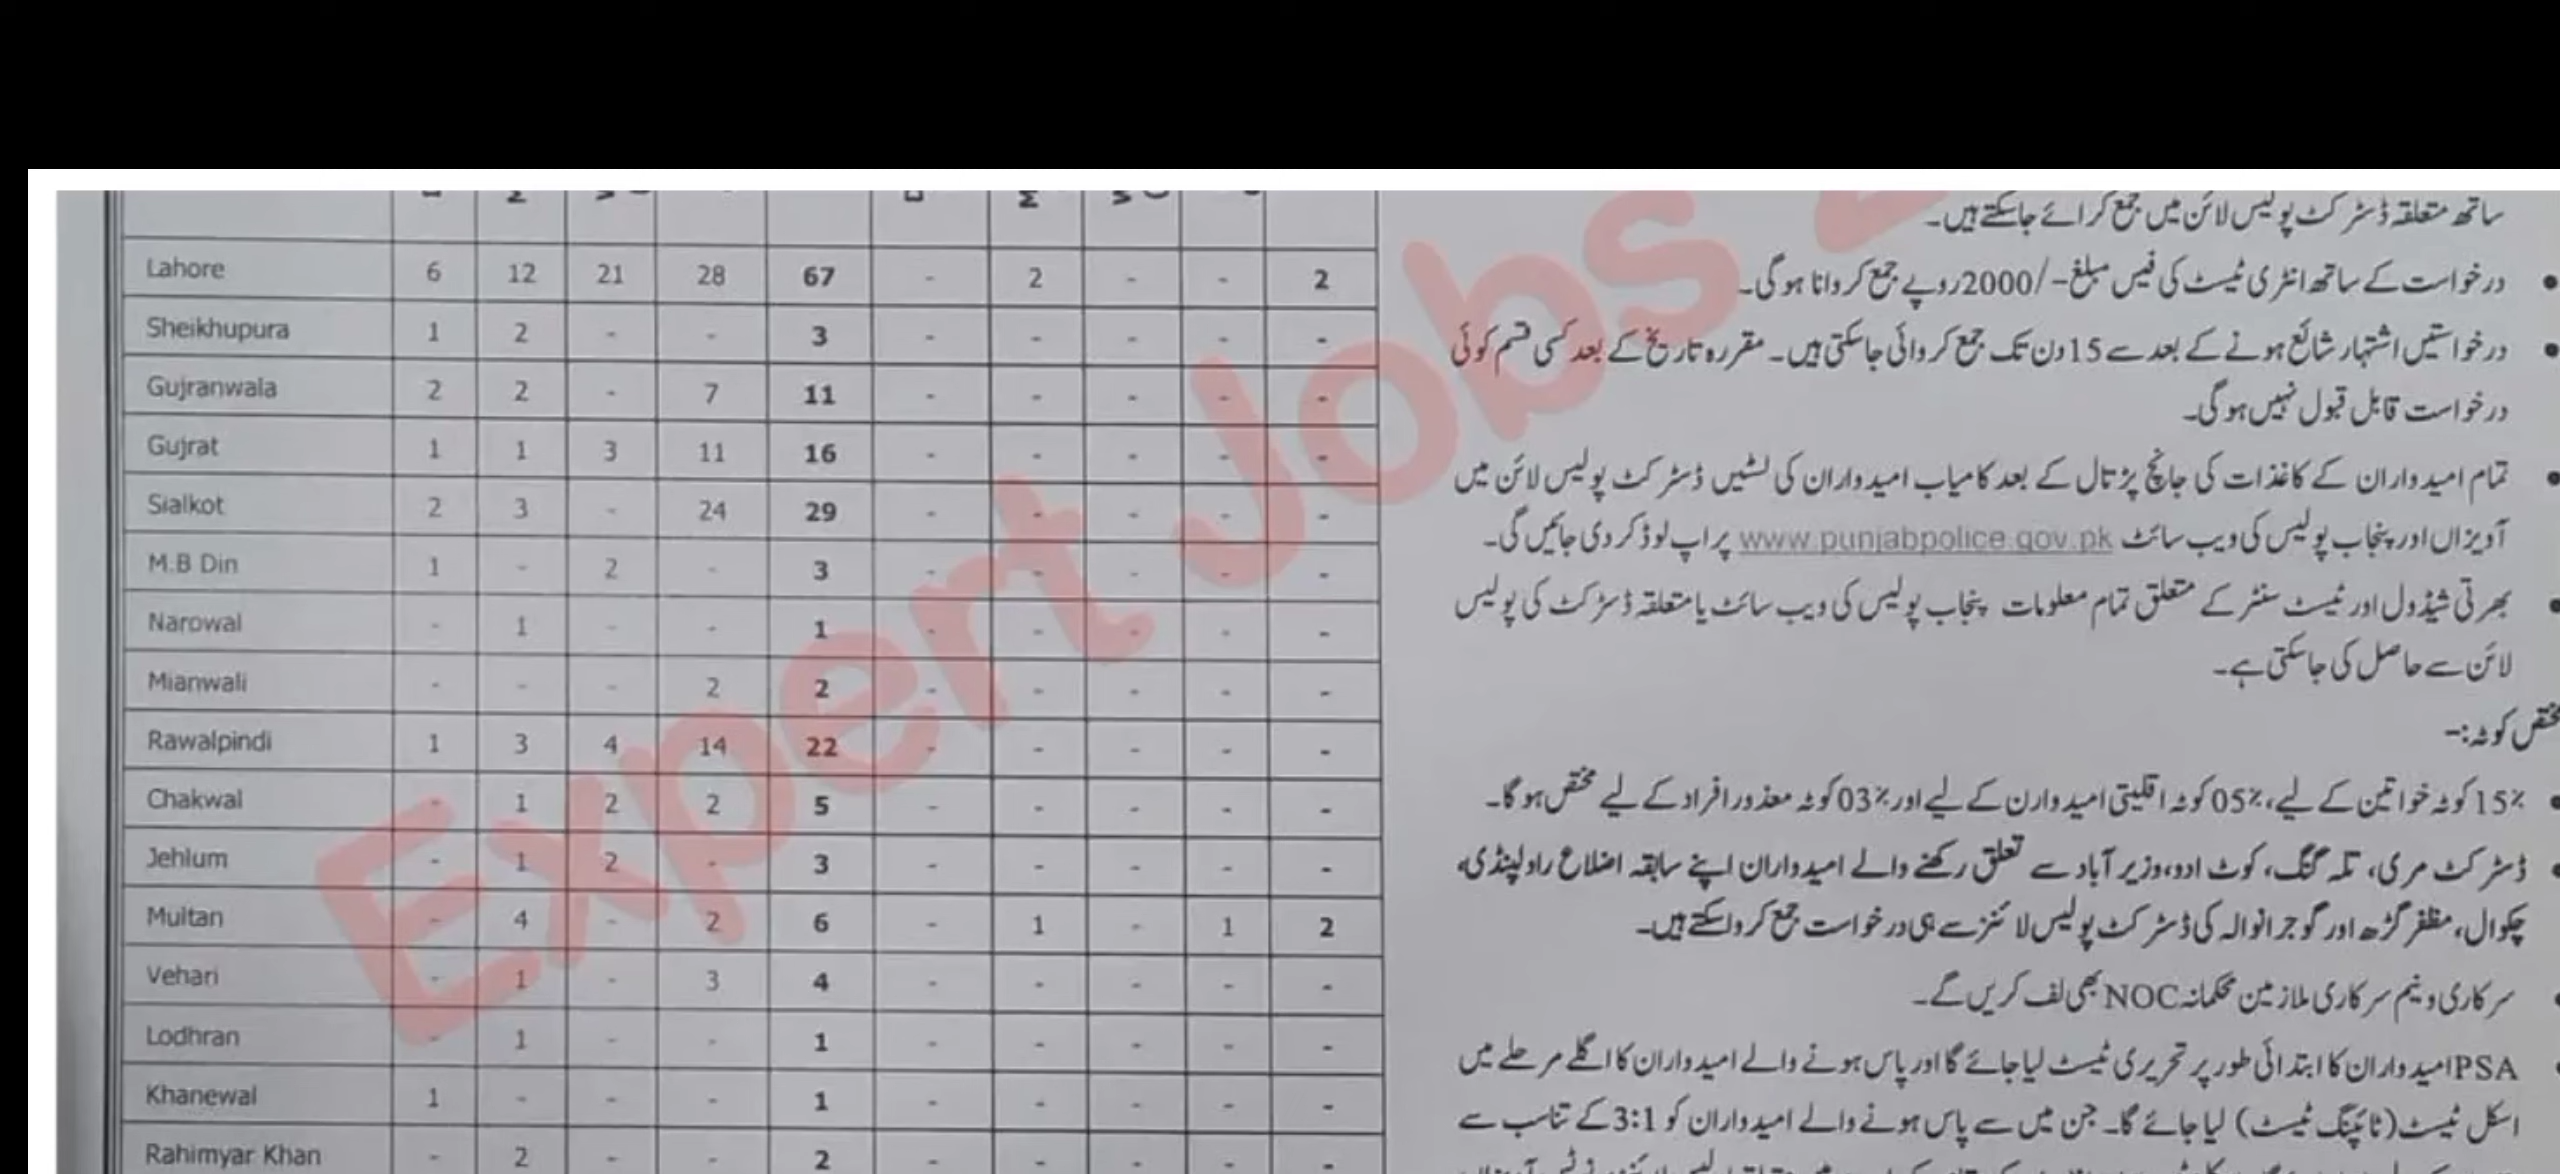 Lahore 6 12 21 28 67 - 2 - - 2
Sheikhupura 1 2 - - 3 - - - - -
Gujranwala 2 2 - 7 11 - - - - -
Gujrat 1 1 3 11 16 - - - - -
Sialkot 2 3 - 24 29 - - - - -
M.B Din 1 - 2 - 3 - - - - -
Narowal - 1 - - 1 - - - - -
Mianwali - - - 2 2 - - - - -
Rawalpindi 1 3 4 14 22 - - - - -
Chakwal - 1 2 2 5 - - - - -
Jehlum - 1 2 - 3 - - - - -
Multan - 4 - 2 6 - 1 - 1 2
Vehari - 1 - 3 4 - - - - -
Lodhran - 1 - - 1 - - - - -
Khanewal 1 - - - 1 - - - - -
Rahimyar Khan - 2 - - 2 - - - - -
Expert Jobs
ساتھ متعلقہ ڈسٹرکٹ پولیس لائن میں جمع کرائے جاسکتے ہیں۔
• درخواست کے ساتھ انٹری ٹیسٹ کی فیس مبلغ -/2000 روپے جمع کروانا ہو گی۔
• درخواستیں اشتہار شائع ہونے کے بعد سے 15 دن تک جمع کروائی جاسکتی ہیں۔ مقررہ تاریخ کے بعد کسی قسم کوئی
درخواست قابل قبول نہیں ہو گی۔
• تمام امیدواران کے کاغذات کی جانچ پڑتال کے بعد کامیاب امیدواران کی لسٹیں ڈسٹرکٹ پولیس لائن میں
آویزاں اور پنجاب پولیس کی ویب سائٹ www.punjabpolice.gov.pk پر اپ لوڈ کر دی جائیں گی۔
• بھرتی شیڈول اور ٹیسٹ سنٹر کے متعلق تمام معلومات پنجاب پولیس کی ویب سائٹ یا متعلقہ ڈسٹرکٹ کی پولیس
لائن سے حاصل کی جاسکتی ہے۔
مختص کوٹہ:-
• 15% کوٹہ خواتین کے لیے، 05% کوٹہ اقلیتی امیدوارن کے لیے اور 03% کوٹہ معذور افراد کے لیے مختص ہو گا۔
• ڈسٹرکٹ مری، تلہ گنگ، کوٹ ادو، وزیر آباد سے تعلق رکھنے والے امیدواران اپنے سابقہ اضلاع راولپنڈی،
چکوال، مظفر گڑھ اور گوجرانوالہ کی ڈسٹرکٹ پولیس لائنز سے ہی درخواست جمع کرواسکتے ہیں۔
• سرکاری و نیم سرکاری ملازمین محکمانہ NOC بھی لف کریں گے۔
• PSA امیدواران کا ابتدائی طور پر تحریری ٹیسٹ لیا جائے گا اور پاس ہونے والے امیدواران کا اگلے مرحلے میں
اسکل ٹیسٹ (ٹائپنگ ٹیسٹ) لیا جائے گا۔ جن میں سے پاس ہونے والے امیدواران کو 3:1 کے تناسب سے